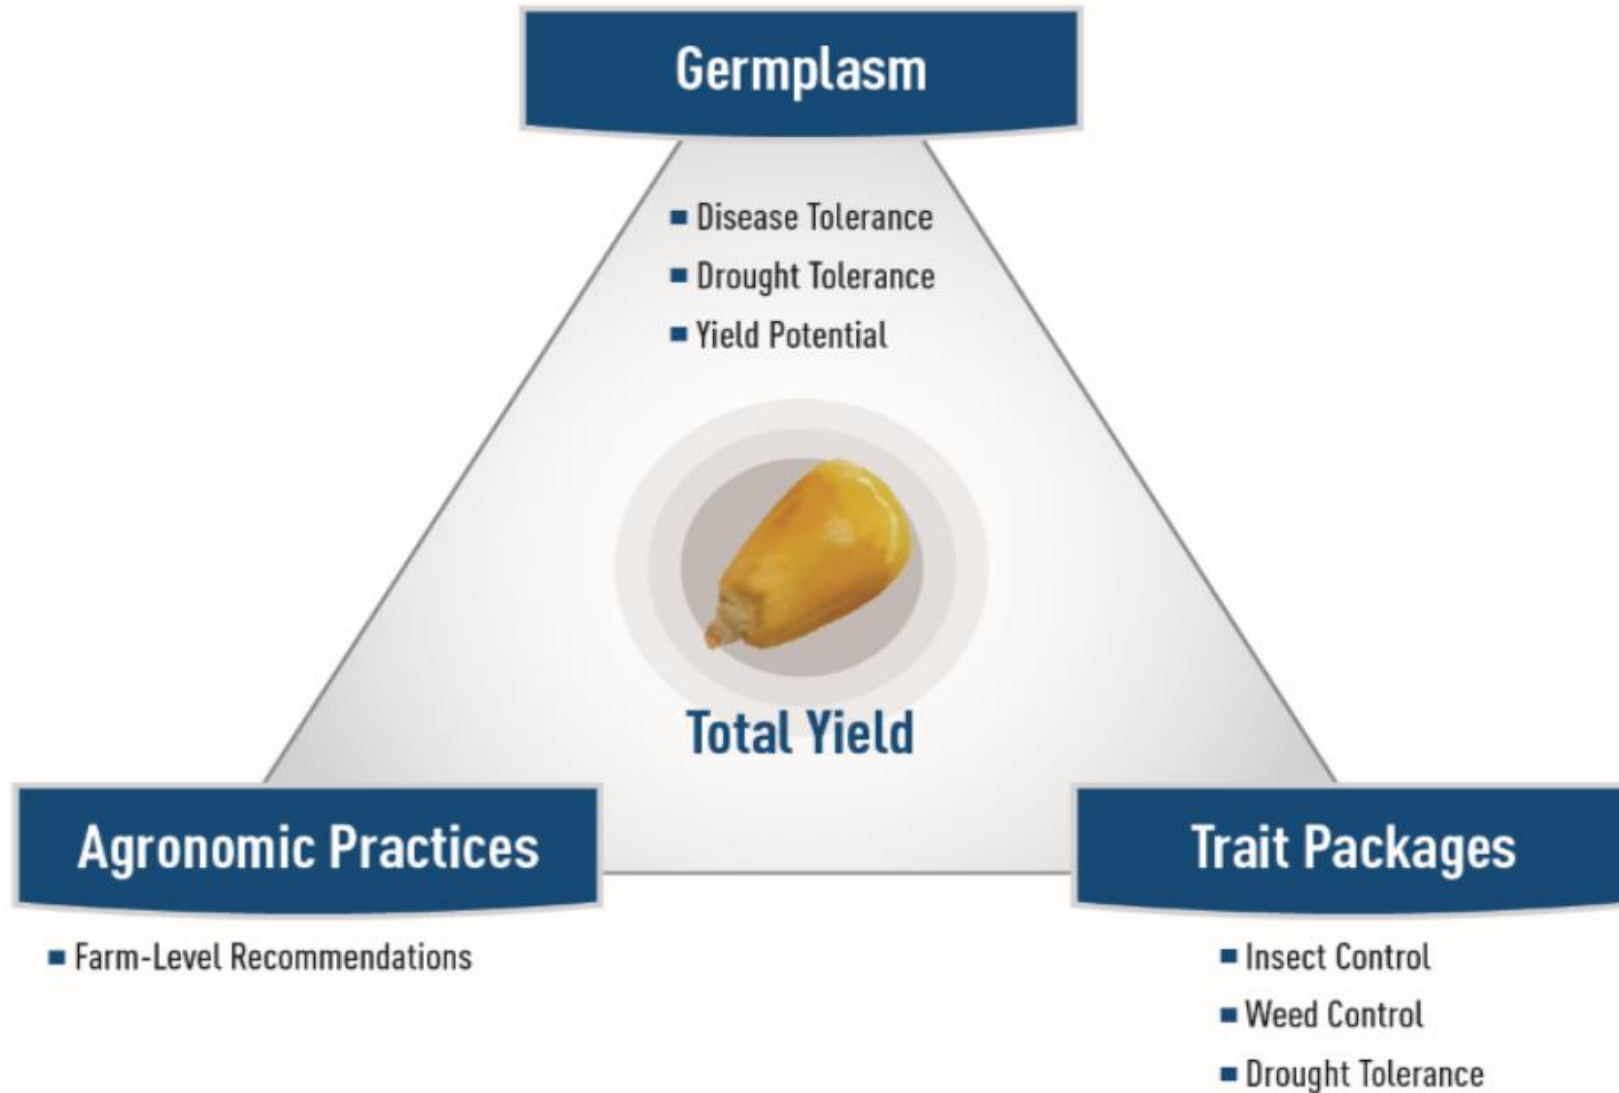 Germplasm
Disease Tolerance
Drought Tolerance
Yield Potential
Total Yield
Agronomic Practices
Farm-Level Recommendations
Trait Packages
Insect Control
Weed Control
Drought Tolerance